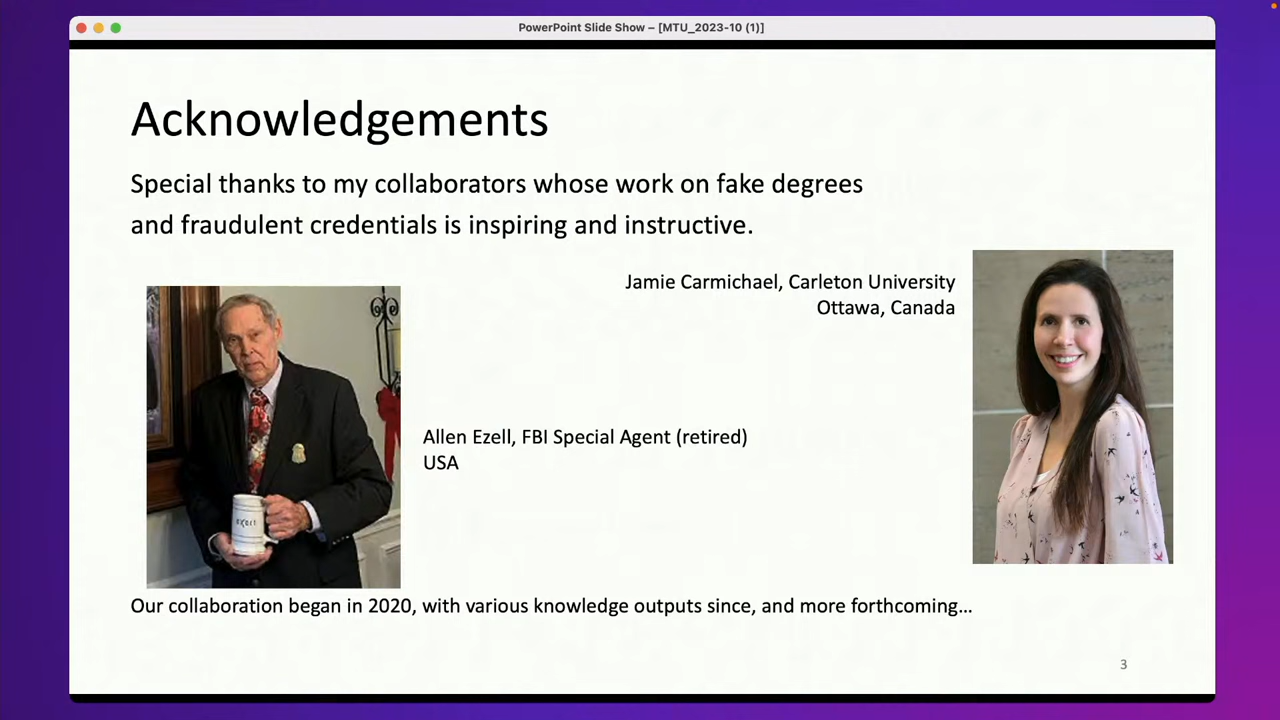 PowerPoint Slide Show – [MTU_2023-10 (1)]
Acknowledgements
Special thanks to my collaborators whose work on fake degrees
and fraudulent credentials is inspiring and instructive.
Jamie Carmichael, Carleton University
Ottawa, Canada
Allen Ezell, FBI Special Agent (retired)
USA
Our collaboration began in 2020, with various knowledge outputs since, and more forthcoming…
3